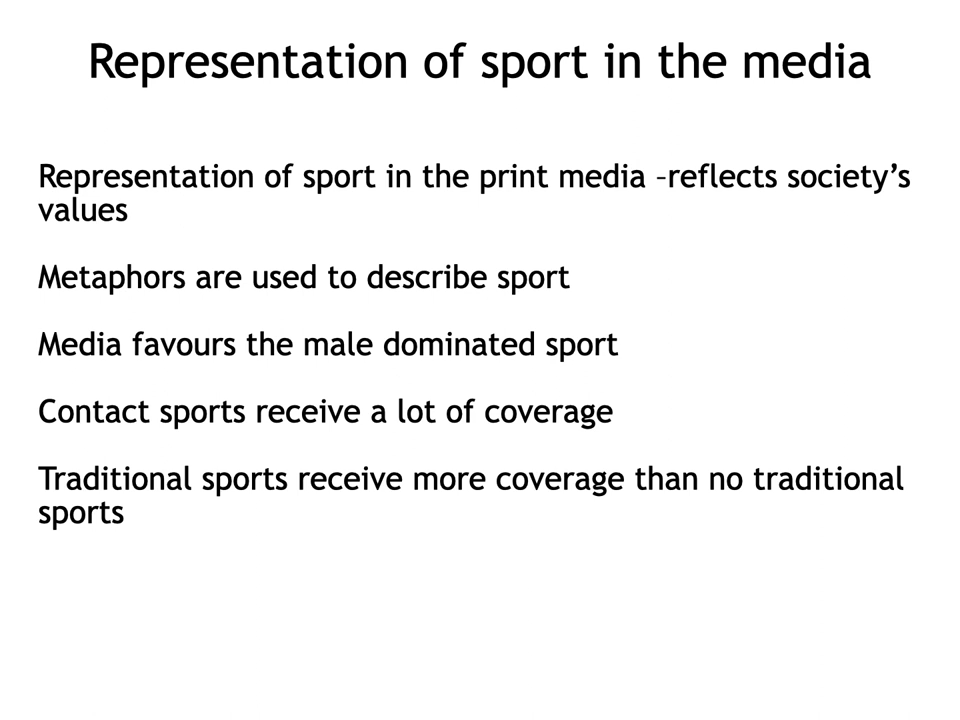 Representation of sport in the media
Representation of sport in the print media –reflects society’s
values
Metaphors are used to describe sport
Media favours the male dominated sport
Contact sports receive a lot of coverage
Traditional sports receive more coverage than no traditional
sports